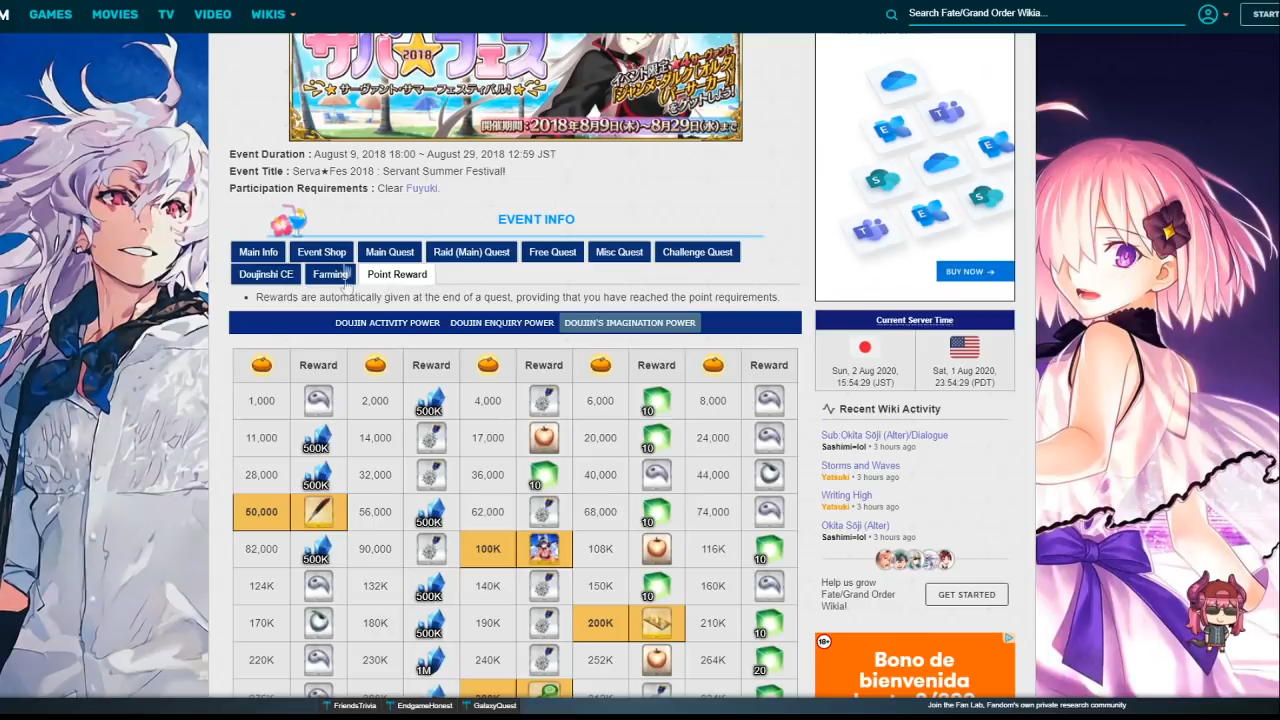 M GAMES MOVIES TV VIDEO WIKIS Search Fate/Grand Order Wikia... START
サバ★フェス
2018
サーヴァント・サマー・フェスティバル!
イベント限定★4サーヴァント
ジャンヌ・ダルク〔オルタ〕
(バーサーカー)を
ゲットしよう!
開催期間:2018年8月9日(木)~8月29日(水)まで
Event Duration : August 9, 2018 18:00 ~ August 29, 2018 12:59 JST
Event Title : Serva★Fes 2018 : Servant Summer Festival!
Participation Requirements : Clear Fuyuki.
EVENT INFO
Main Info Event Shop Main Quest Raid (Main) Quest Free Quest Misc Quest Challenge Quest
Doujinshi CE Farming Point Reward
• Rewards are automatically given at the end of a quest, providing that you have reached the point requirements.
DOUJIN ACTIVITY POWER DOUJIN ENQUIRY POWER DOUJIN'S IMAGINATION POWER
Reward Reward Reward Reward Reward
1,000 2,000 500K 4,000 6,000 10 8,000
11,000 500K 14,000 17,000 20,000 10 24,000
28,000 32,000 36,000 10 40,000 44,000
50,000 56,000 500K 62,000 68,000 10 74,000
82,000 500K 90,000 100K 108K 116K 10
124K 132K 500K 140K 150K 10 160K
170K 180K 500K 190K 200K 210K 10
220K 230K 1M 240K 252K 264K 20
BUY NOW →
Current Server Time
Sun, 2 Aug 2020,
15:54:29 (JST)
Sat, 1 Aug 2020,
23:54:29 (PDT)
Recent Wiki Activity
Sub:Okita Sōji (Alter)/Dialogue
Sashimi=lol • 3 hours ago
Storms and Waves
Yatsuki • 3 hours ago
Writing High
Yatsuki • 3 hours ago
Okita Sōji (Alter)
Sashimi=lol • 3 hours ago
Help us grow
Fate/Grand Order
Wikia!
GET STARTED
18+
Bono de
bienvenida
FriendsTrivia EndgameHonest GalaxyQuest Join the Fan Lab, Fandom's own private research community